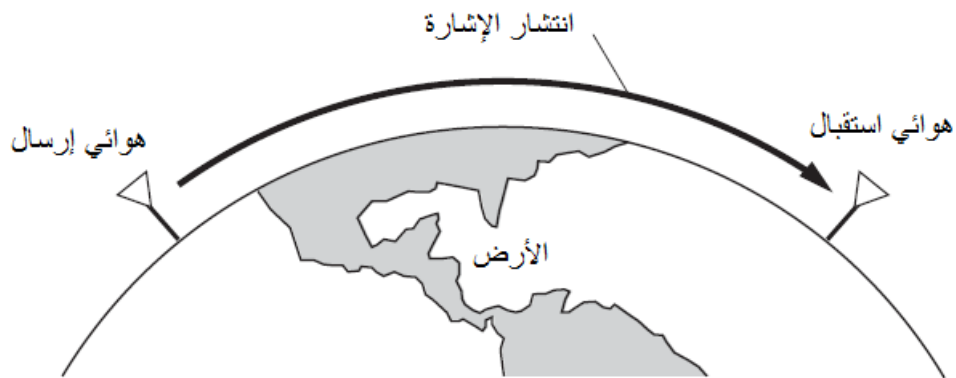 انتشار الإشارة
هوائي استقبال
هوائي إرسال
الأرض